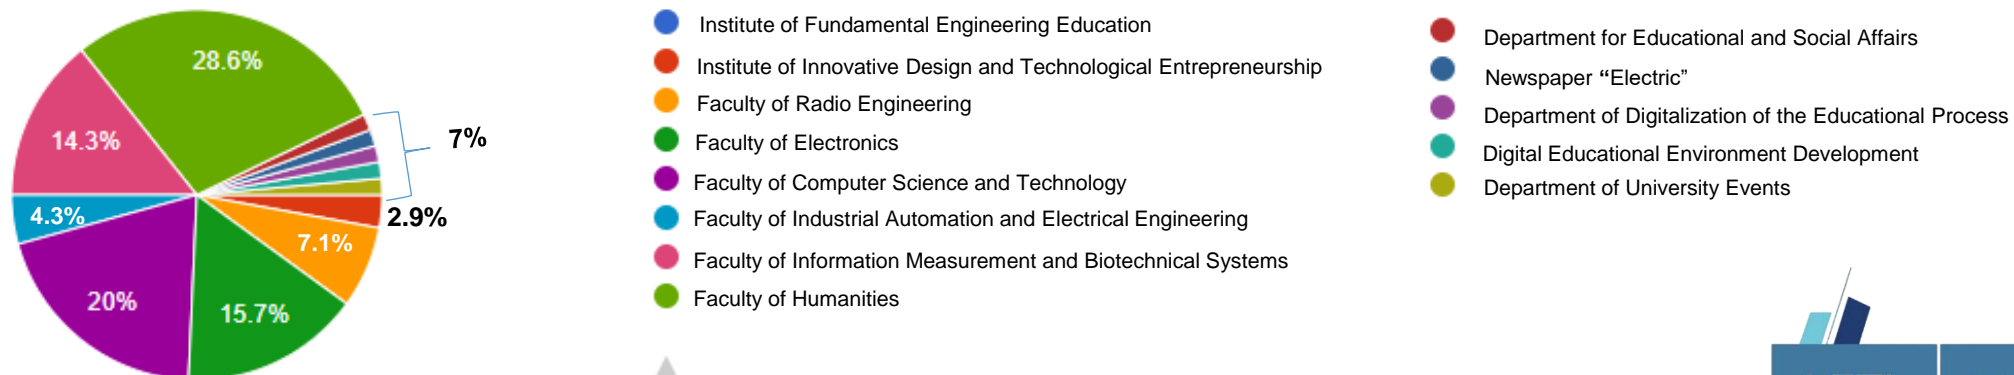 28.6%
14.3%
4.3%
20%
15.7%
7.1%
2.9%
7%
Institute of Fundamental Engineering Education
Institute of Innovative Design and Technological Entrepreneurship
Faculty of Radio Engineering
Faculty of Electronics
Faculty of Computer Science and Technology
Faculty of Industrial Automation and Electrical Engineering
Faculty of Information Measurement and Biotechnical Systems
Faculty of Humanities
Department for Educational and Social Affairs
Newspaper “Electric”
Department of Digitalization of the Educational Process
Digital Educational Environment Development
Department of University Events